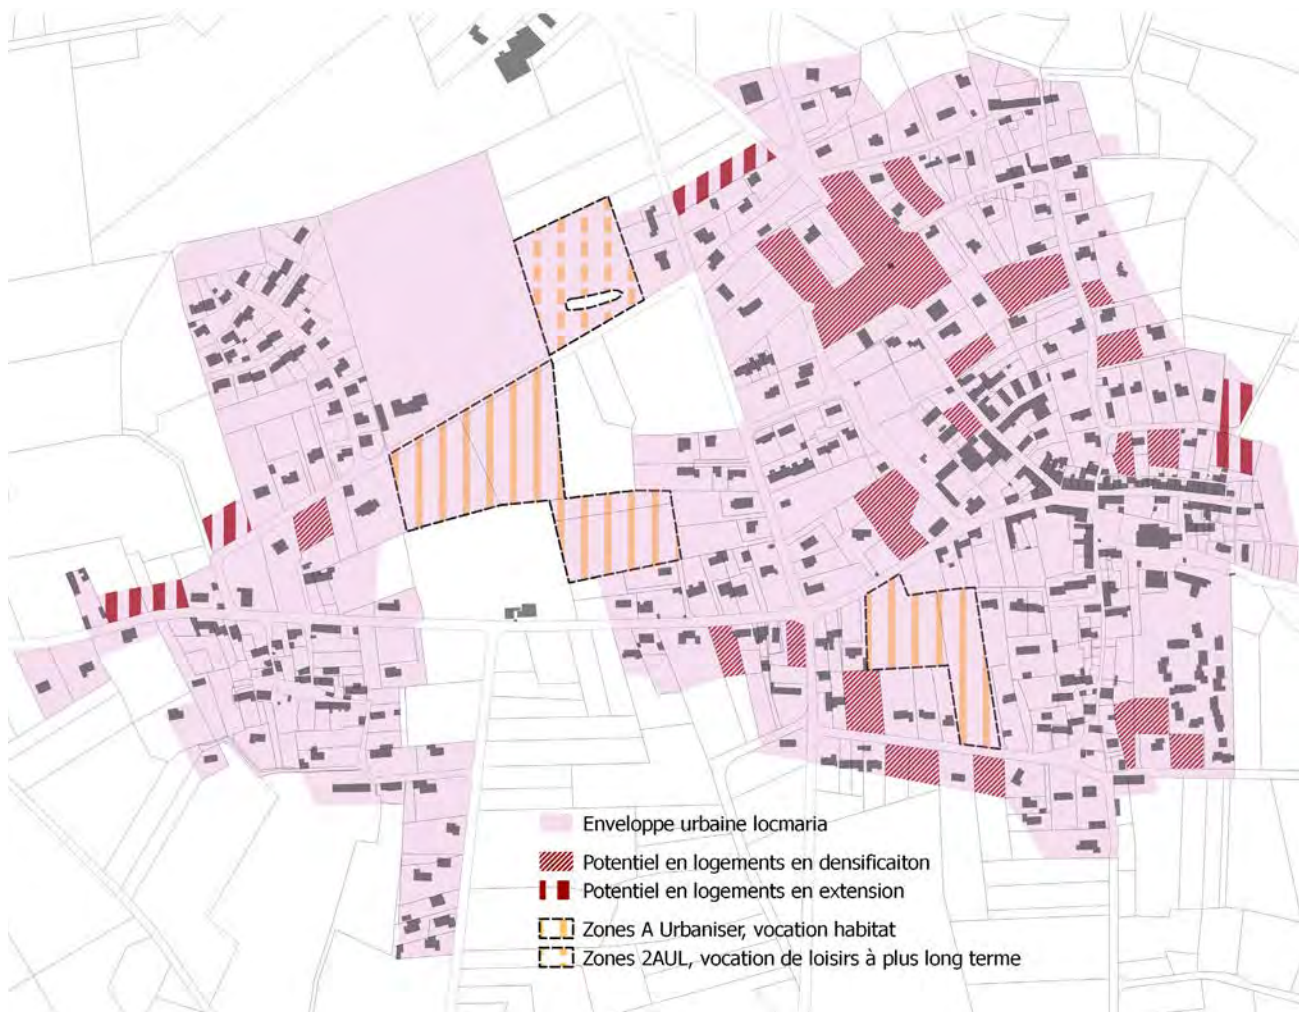 Enveloppe urbaine locmaria
Potentiel en logements en densificaiton
Potentiel en logements en extension
Zones A Urbaniser, vocation habitat
Zones 2AUL, vocation de loisirs à plus long terme